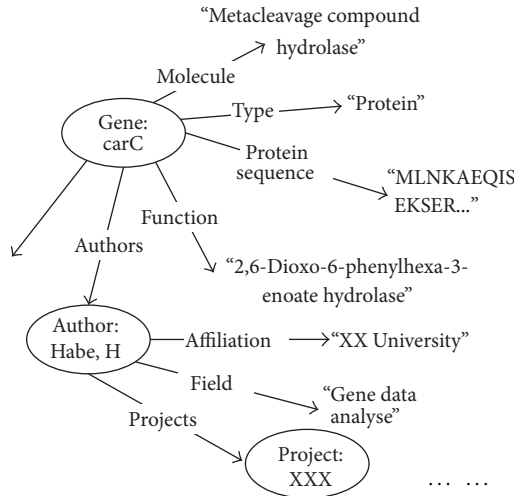 “Metacleavage compound
hydrolase”
Molecule
Gene:
carC
Type
“Protein”
Protein
sequence
“MLNKAEQIS
EKSER...”
Function
Authors
“2,6-Dioxo-6-phenylhexa-3-
enoate hydrolase”
Author:
Habe, H
Affiliation
“XX University”
Field
“Gene data
analyse”
Projects
Project:
XXX
... ...